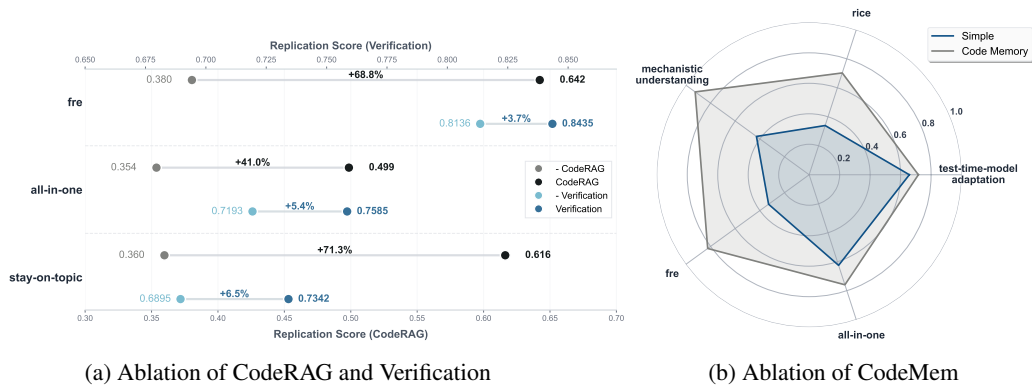 Replication Score (Verification)
0.650 0.675 0.700 0.725 0.750 0.775 0.800 0.825 0.850
0.380 +68.8% 0.642
fre
0.8136 +3.7% 0.8435
0.354 +41.0% 0.499
all-in-one
0.7193 +5.4% 0.7585
0.360 +71.3% 0.616
stay-on-topic
0.6895 +6.5% 0.7342
- CodeRAG
CodeRAG
- Verification
Verification
0.30 0.35 0.40 0.45 0.50 0.55 0.60 0.65 0.70
Replication Score (CodeRAG)
(a) Ablation of CodeRAG and Verification
rice
Simple
Code Memory
mechanistic
understanding
1.0
0.8
0.6
0.4
0.2
test-time-model
adaptation
fre
all-in-one
(b) Ablation of CodeMem